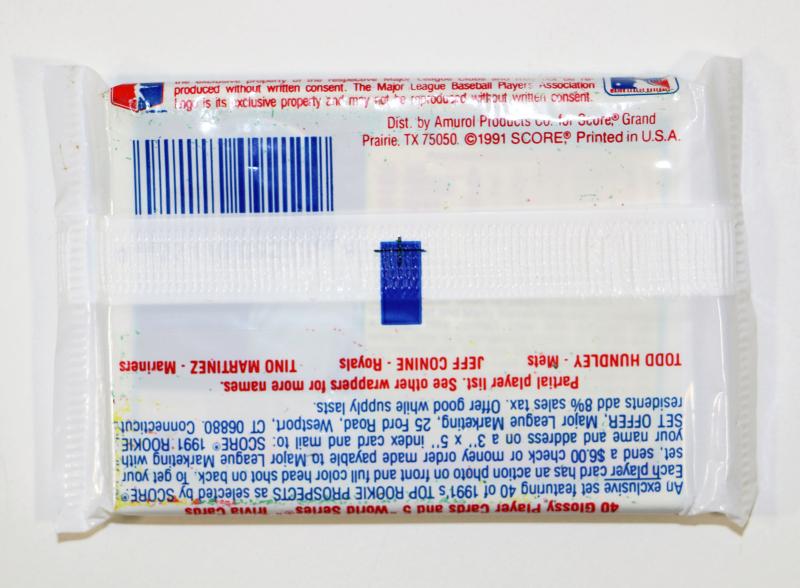 the exclusive property of the respective Major League Clubs and may not be re-
produced without written consent. The Major League Baseball Players Association
Logo is its exclusive property and may not be reproduced without written consent.
Dist. by Amurol Products Co. for Score,® Grand
Prairie, TX 75050. ©1991 SCORE® Printed in U.S.A.
40 Glossy Player Cards and 5 "World Series" Trivia Cards
An exclusive set featuring 40 of 1991's TOP ROOKIE PROSPECTS as selected by SCORE®
Each player card has an action photo on front and full color head shot on back. To get your
set, send a $6.00 check or money order made payable to Major League Marketing with
your name and address on a 3" x 5" index card and mail to: SCORE® 1991 ROOKIE
SET OFFER, Major League Marketing, 25 Ford Road, Westport, CT 06880. Connecticut
residents add 8% sales tax. Offer good while supply lasts.
Partial player list. See other wrappers for more names.
TODD HUNDLEY - Mets JEFF CONINE - Royals TINO MARTINEZ - Mariners